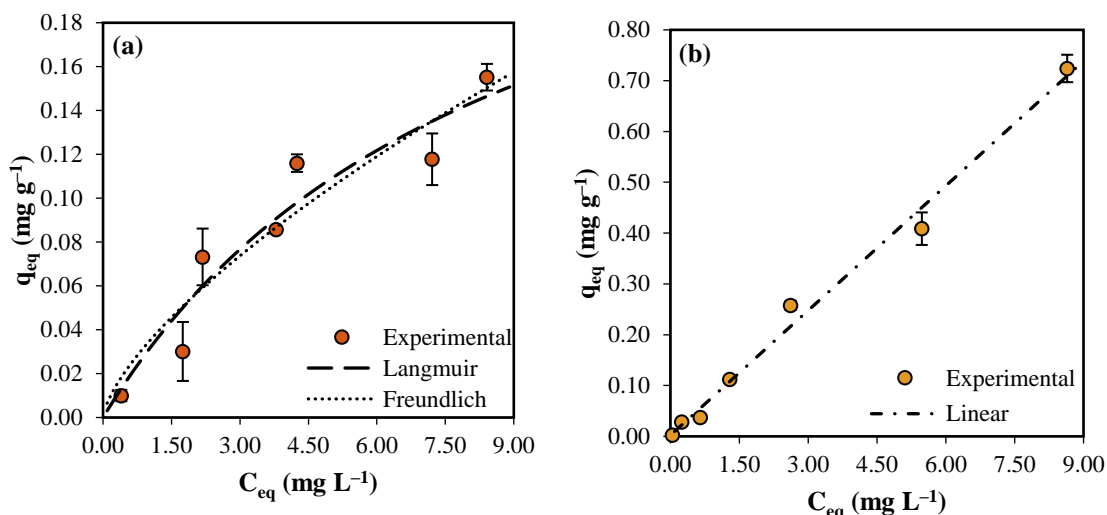 (a)
0.18
0.16
0.14
0.12
0.10
0.08
0.06
0.04
0.02
0.00
q_eq (mg g⁻¹)
Experimental
Langmuir
Freundlich
0.00 1.50 3.00 4.50 6.00 7.50 9.00
C_eq (mg L⁻¹)
(b)
0.80
0.70
0.60
0.50
0.40
0.30
0.20
0.10
0.00
q_eq (mg g⁻¹)
Experimental
Linear
0.00 1.50 3.00 4.50 6.00 7.50 9.00
C_eq (mg L⁻¹)